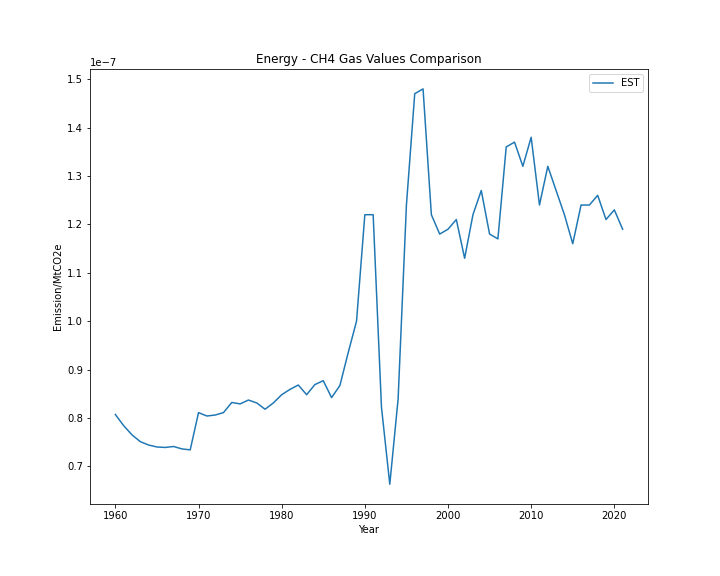 Energy - CH4 Gas Values Comparison
1e−7
EST
1.5
1.4
1.3
1.2
1.1
1.0
0.9
0.8
0.7
Emission/MtCO2e
1960 1970 1980 1990 2000 2010 2020
Year